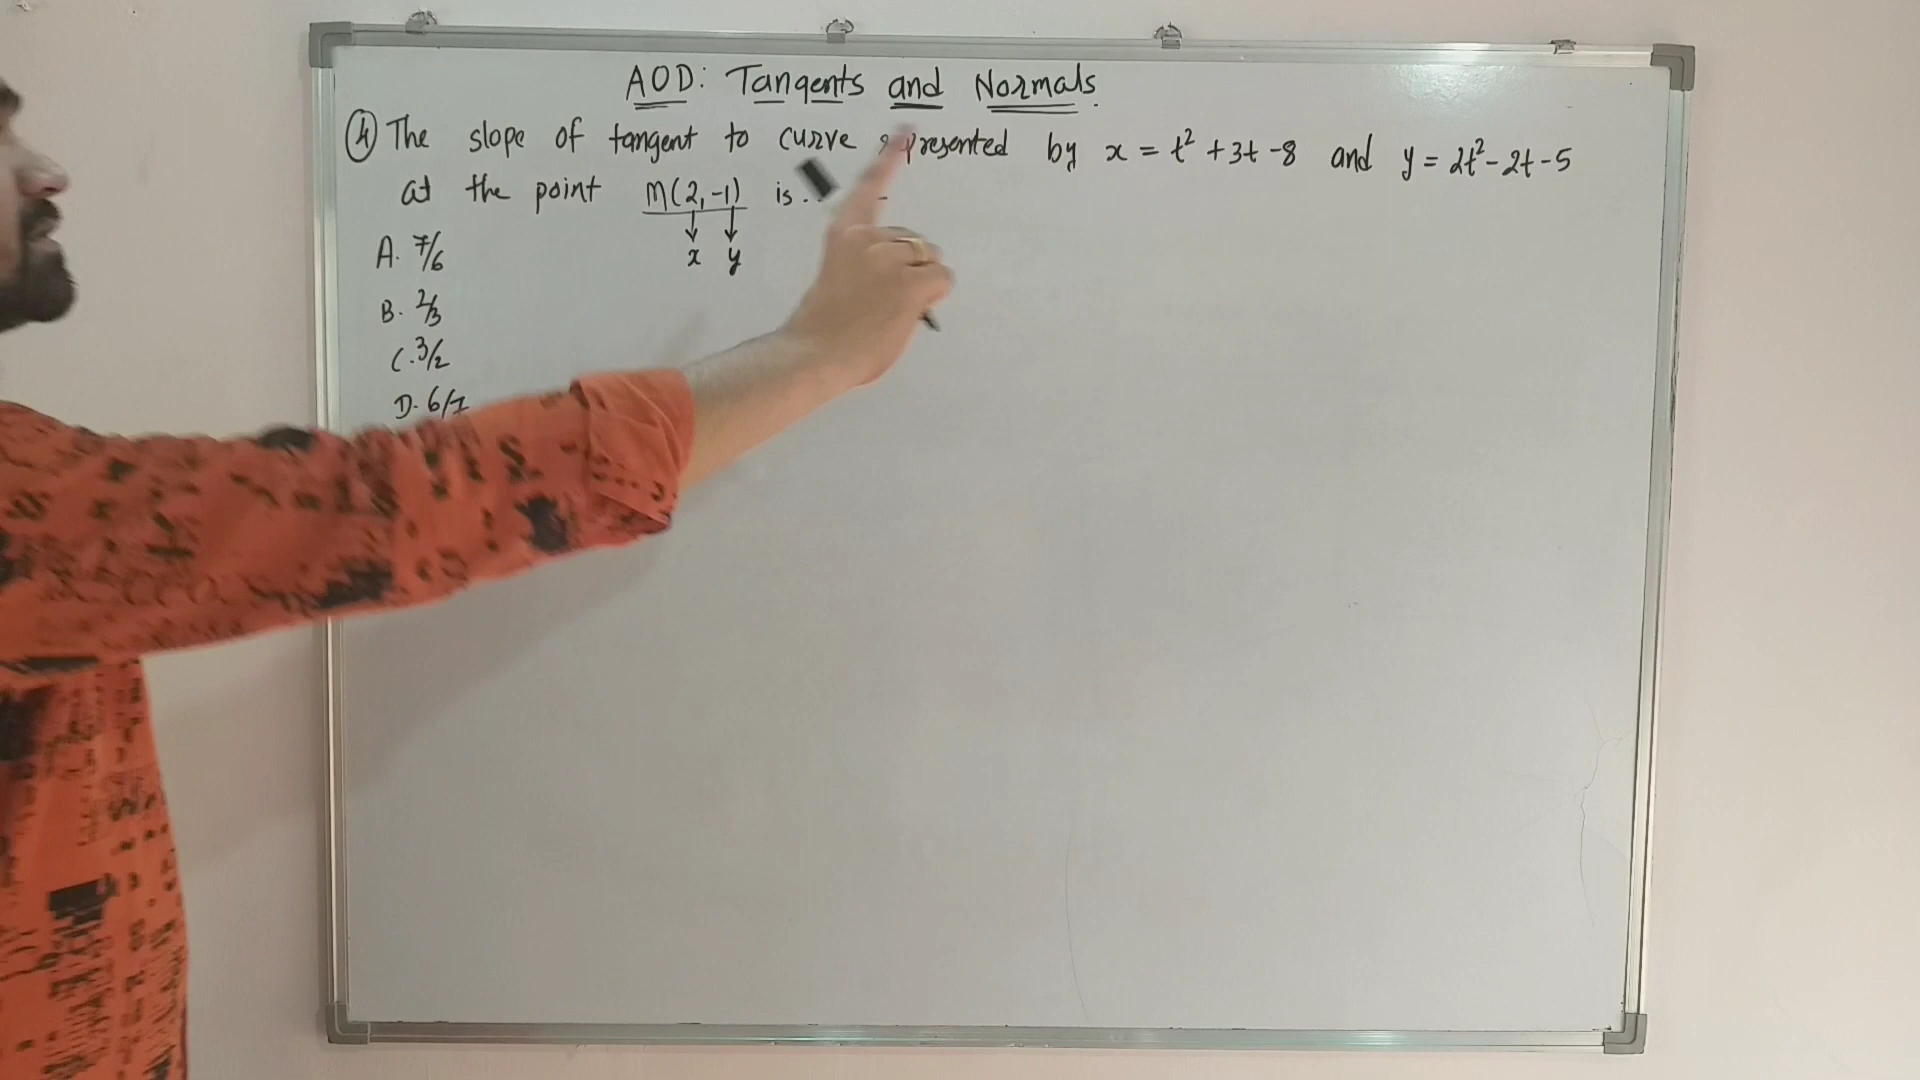 AOD: Tangents and Normals.
④ The slope of tangent to curve represented by x = t² + 3t - 8 and y = 2t² - 2t - 5
at the point M(2, -1) is..
x y
A. 7/6
B. 2/3
C. 3/2
D. 6/7